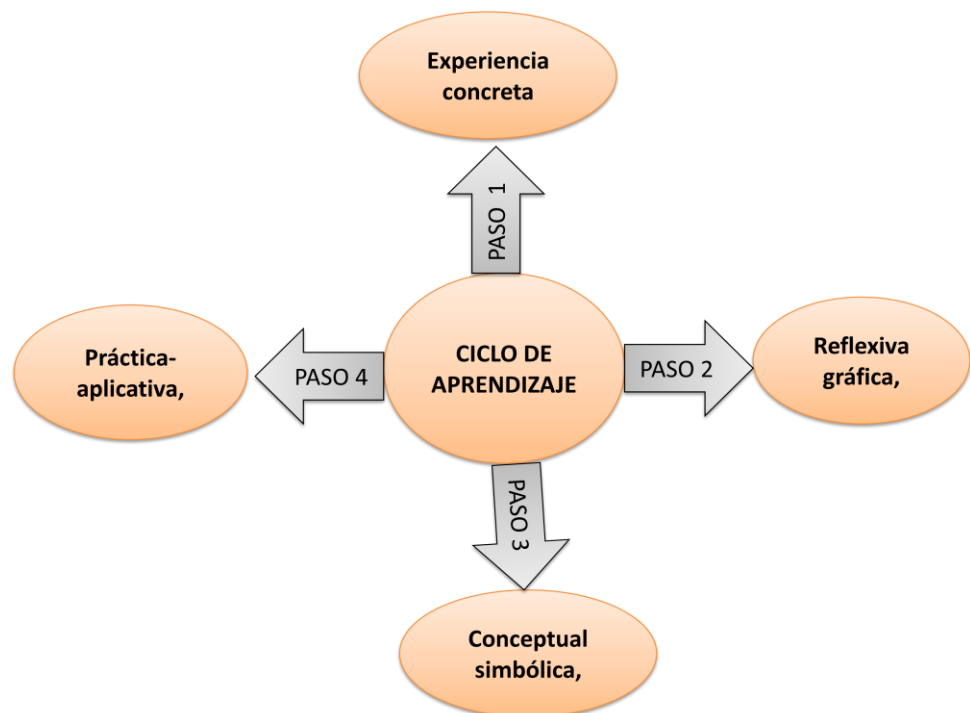 Experiencia
concreta
PASO 1
Práctica-
aplicativa,
PASO 4
CICLO DE
APRENDIZAJE
PASO 2
Reflexiva
gráfica,
PASO 3
Conceptual
simbólica,